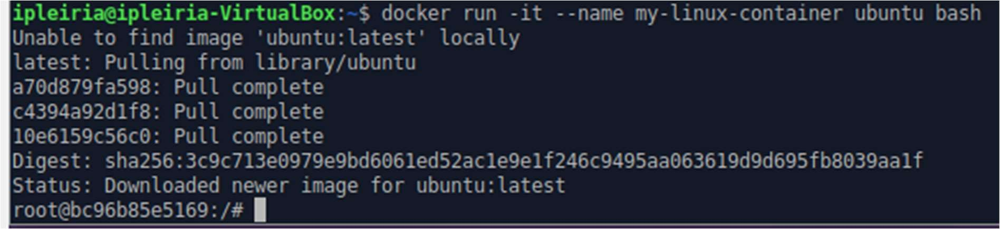 ipleiria@ipleiria-VirtualBox:~$ docker run -it --name my-linux-container ubuntu bash
Unable to find image 'ubuntu:latest' locally
latest: Pulling from library/ubuntu
a70d879fa598: Pull complete
c4394a92d1f8: Pull complete
10e6159c56c0: Pull complete
Digest: sha256:3c9c713e0979e9bd6061ed52ac1e9e1f246c9495aa063619d9d695fb8039aa1f
Status: Downloaded newer image for ubuntu:latest
root@bc96b85e5169:/#